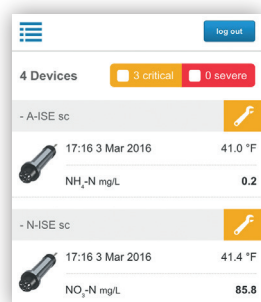 log out
4 Devices 3 critical 0 severe
- A-ISE sc
17:16 3 Mar 2016 41.0 °F
NH₄-N mg/L 0.2
- N-ISE sc
17:16 3 Mar 2016 41.4 °F
NO₃-N mg/L 85.8